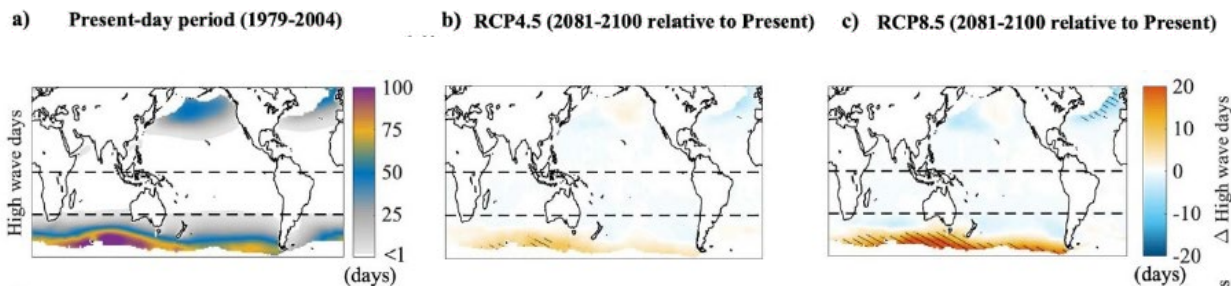 a) Present-day period (1979-2004)
b) RCP4.5 (2081-2100 relative to Present)
c) RCP8.5 (2081-2100 relative to Present)
High wave days
100
75
50
25
<1
(days)
20
10
0
-10
-20
(days)
Δ High wave days
s